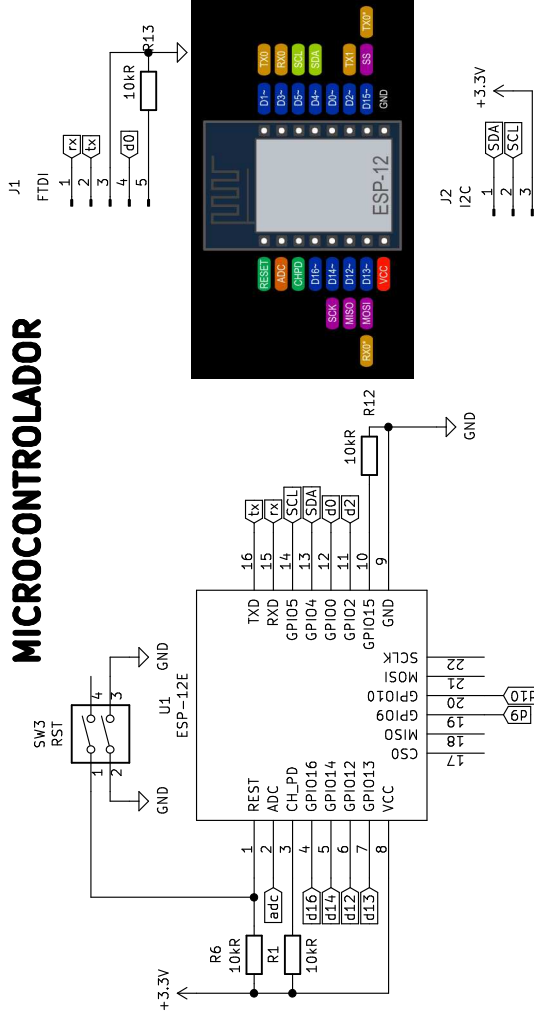 MICROCONTROLADOR
SW3
RST
1
4
2
3
GND
GND
U1
ESP-12E
+3.3V
R6
10kR
R1
10kR
adc
d16
d14
d12
d13
1
2
3
4
5
6
7
8
REST
ADC
CH_PD
GPIO16
GPIO14
GPIO12
GPIO13
VCC
TXD
RXD
GPIO5
GPIO4
GPIO0
GPIO2
GPIO15
GND
16
15
14
13
12
11
10
9
tx
rx
SCL
SDA
d0
d2
10kR
R12
GND
CS0
MISO
GPIO9
GPIO10
MOSI
SCLK
17
18
19
20
21
22
d9
d10
J1
FTDI
1
2
3
4
5
rx
tx
d0
10kR
R13
RESET
ADC
CHPD
D16~
SCK
D14~
MISO
D12~
RX0*
MOSI
D13~
VCC
ESP-12
D1~
TX0
D3~
RX0
D5~
SCL
D4~
SDA
D0~
D2~
TX1
D15~
SS
TX0*
GND
J2
I2C
1
2
3
SDA
SCL
+3.3V